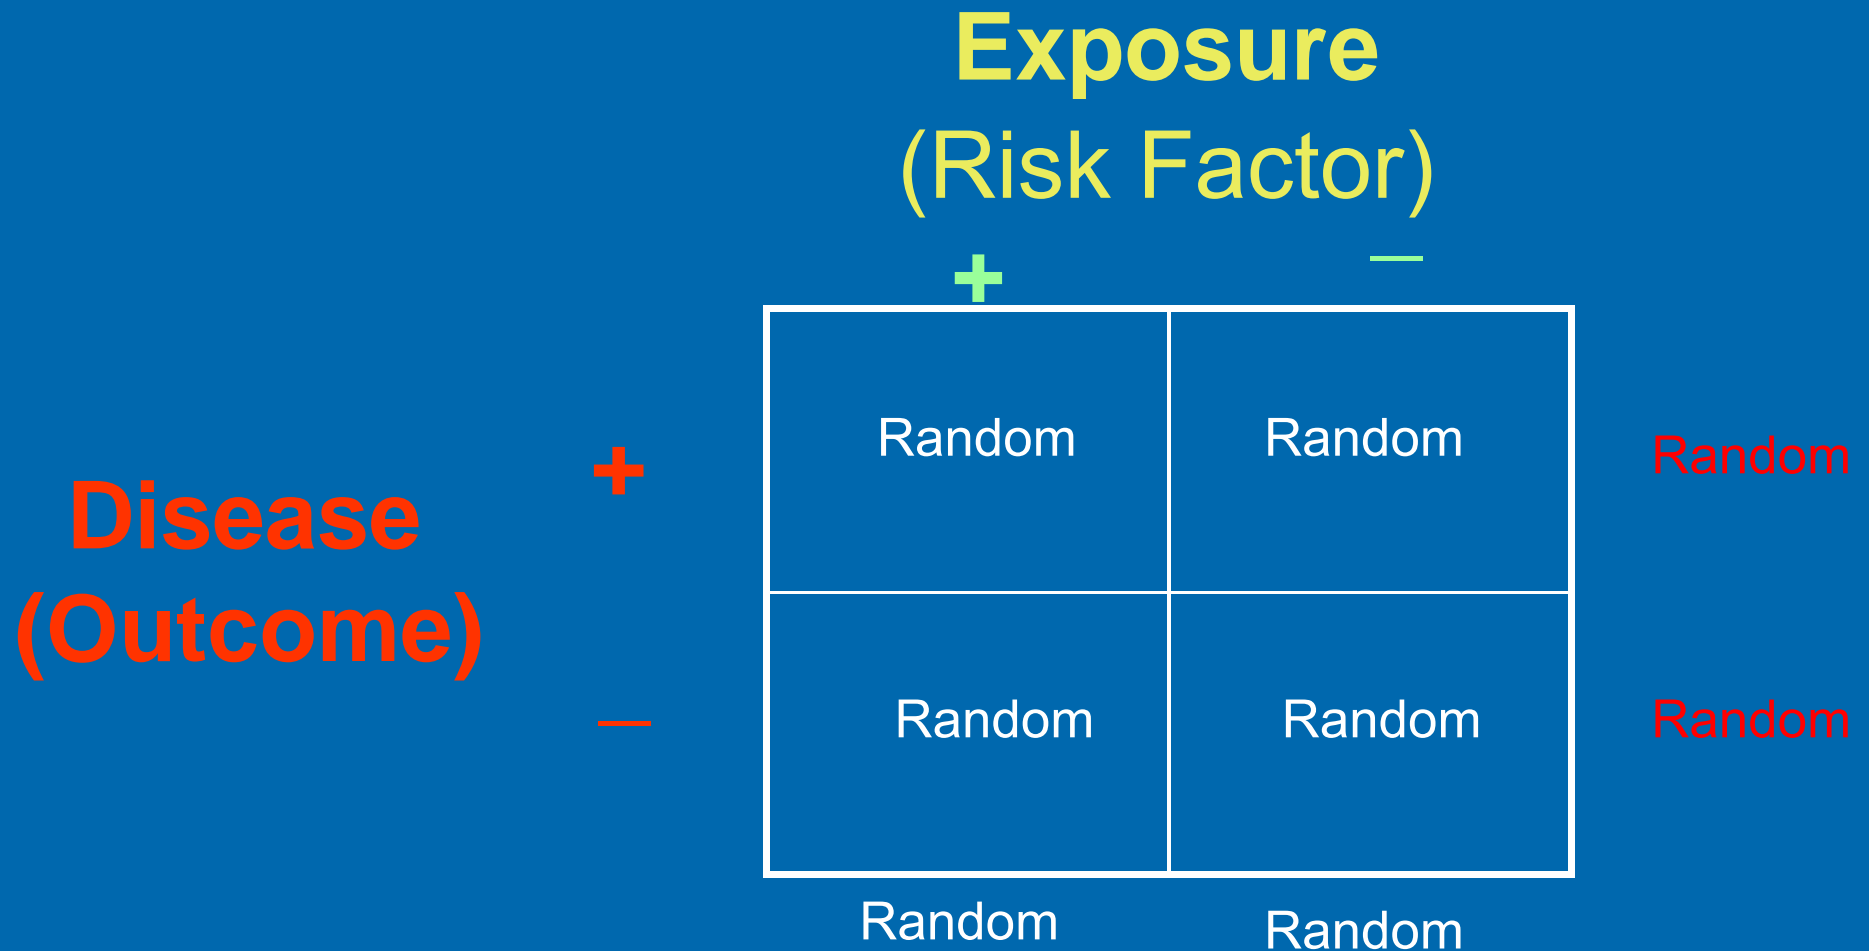 Exposure
(Risk Factor)
+ —
Random Random Random
+
Disease
(Outcome)
—
Random Random Random
Random Random